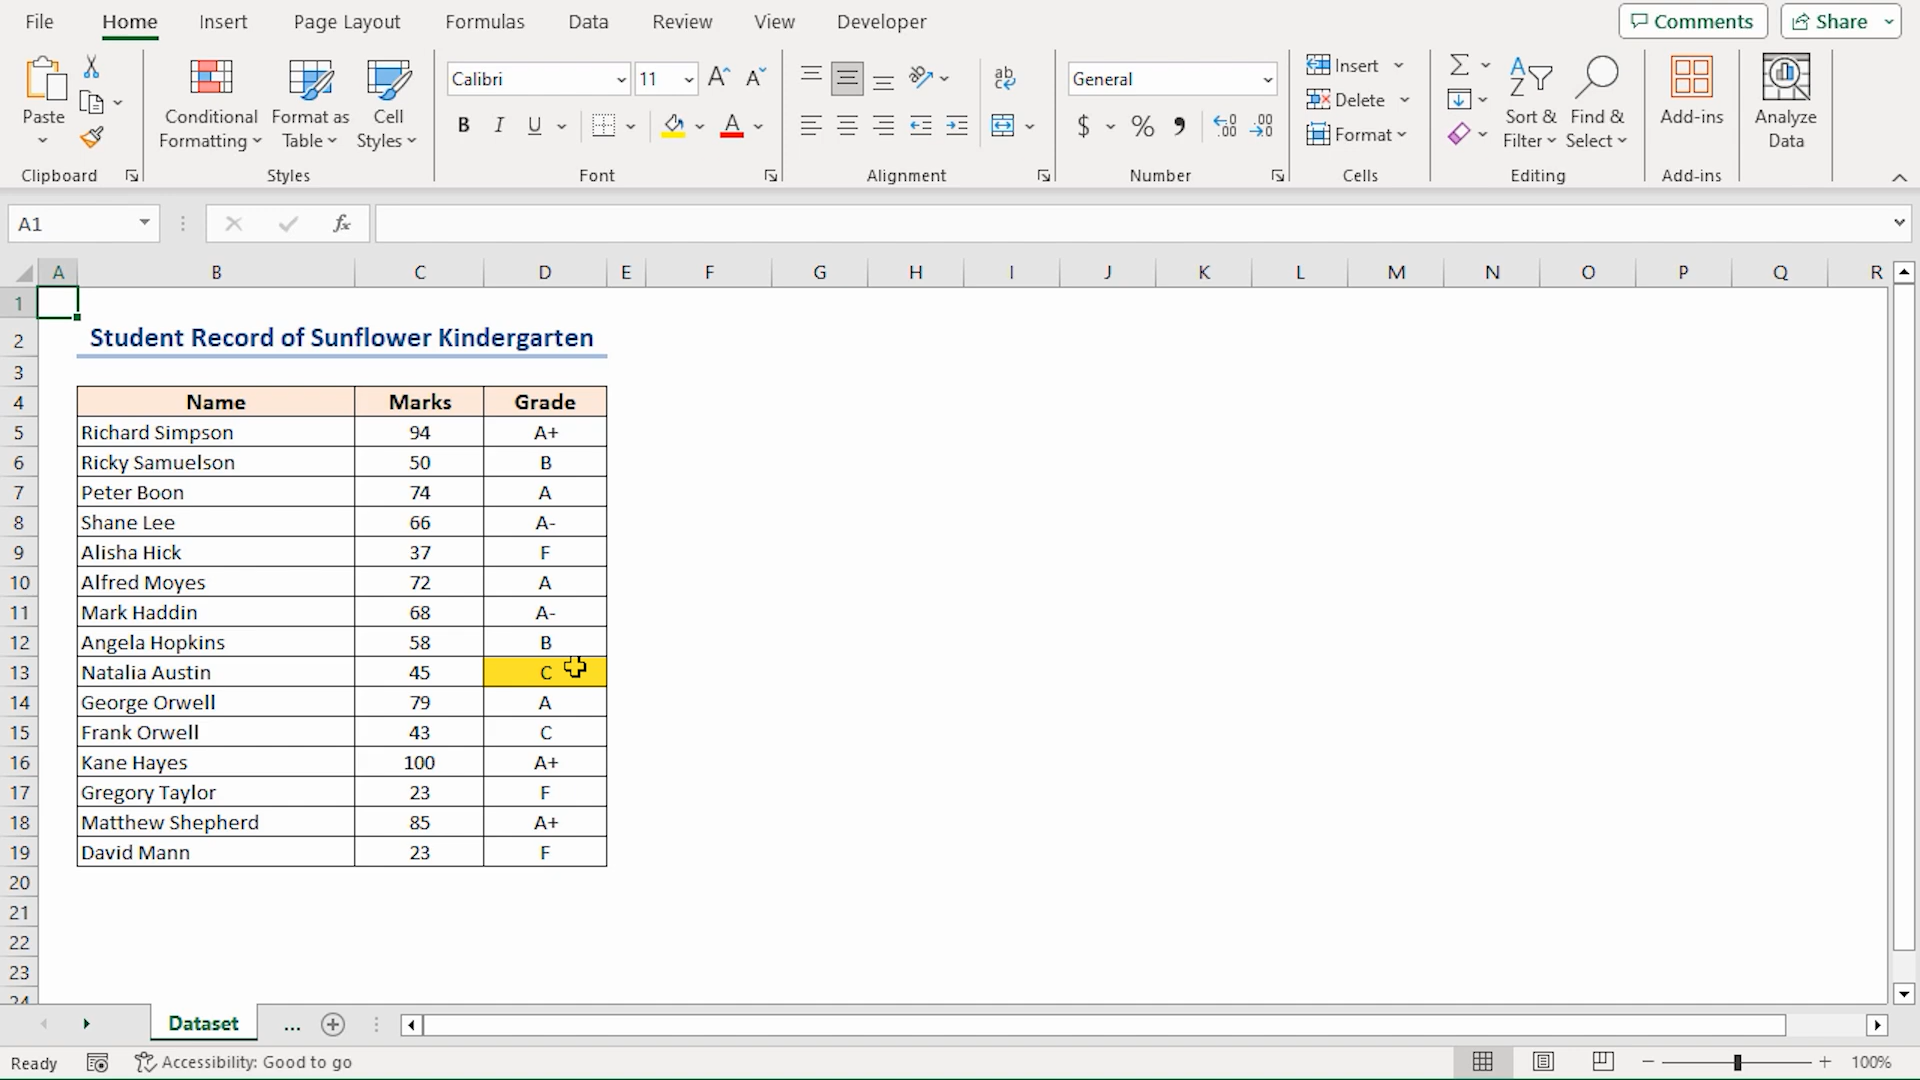 File Home Insert Page Layout Formulas Data Review View Developer Comments Share
Paste Conditional Formatting Format as Table Cell Styles Calibri 11 A A ab General Insert Sort & Filter Find & Select Add-ins Analyze Data
B I U A $ % Delete Format
Clipboard Styles Font Alignment Number Cells Editing Add-ins
A1 fx
A B C D E F G H I J K L M N O P Q R
1
2 Student Record of Sunflower Kindergarten
3
4 Name Marks Grade
5 Richard Simpson 94 A+
6 Ricky Samuelson 50 B
7 Peter Boon 74 A
8 Shane Lee 66 A-
9 Alisha Hick 37 F
10 Alfred Moyes 72 A
11 Mark Haddin 68 A-
12 Angela Hopkins 58 B
13 Natalia Austin 45 C
14 George Orwell 79 A
15 Frank Orwell 43 C
16 Kane Hayes 100 A+
17 Gregory Taylor 23 F
18 Matthew Shepherd 85 A+
19 David Mann 23 F
20
21
22
23
24
Dataset ...
Ready Accessibility: Good to go 100%